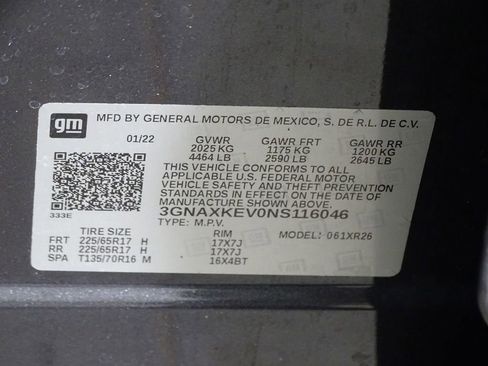 gm MFD BY GENERAL MOTORS DE MEXICO, S. DE R.L. DE C.V.
01/22 GVWR GAWR FRT GAWR RR
2025 KG 1175 KG 1200 KG
4464 LB 2590 LB 2645 LB
THIS VEHICLE CONFORMS TO ALL
APPLICABLE U.S. FEDERAL MOTOR
VEHICLE SAFETY AND THEFT PREVENTION
STANDARDS IN EFFECT ON THE DATE OF
MANUFACTURE SHOWN ABOVE.
333E 3GNAXKEV0NS116046
TYPE: M.P.V.
TIRE SIZE RIM MODEL: 061XR26
FRT 225/65R17 H 17X7J
RR 225/65R17 H 17X7J
SPA T135/70R16 M 16X4BT